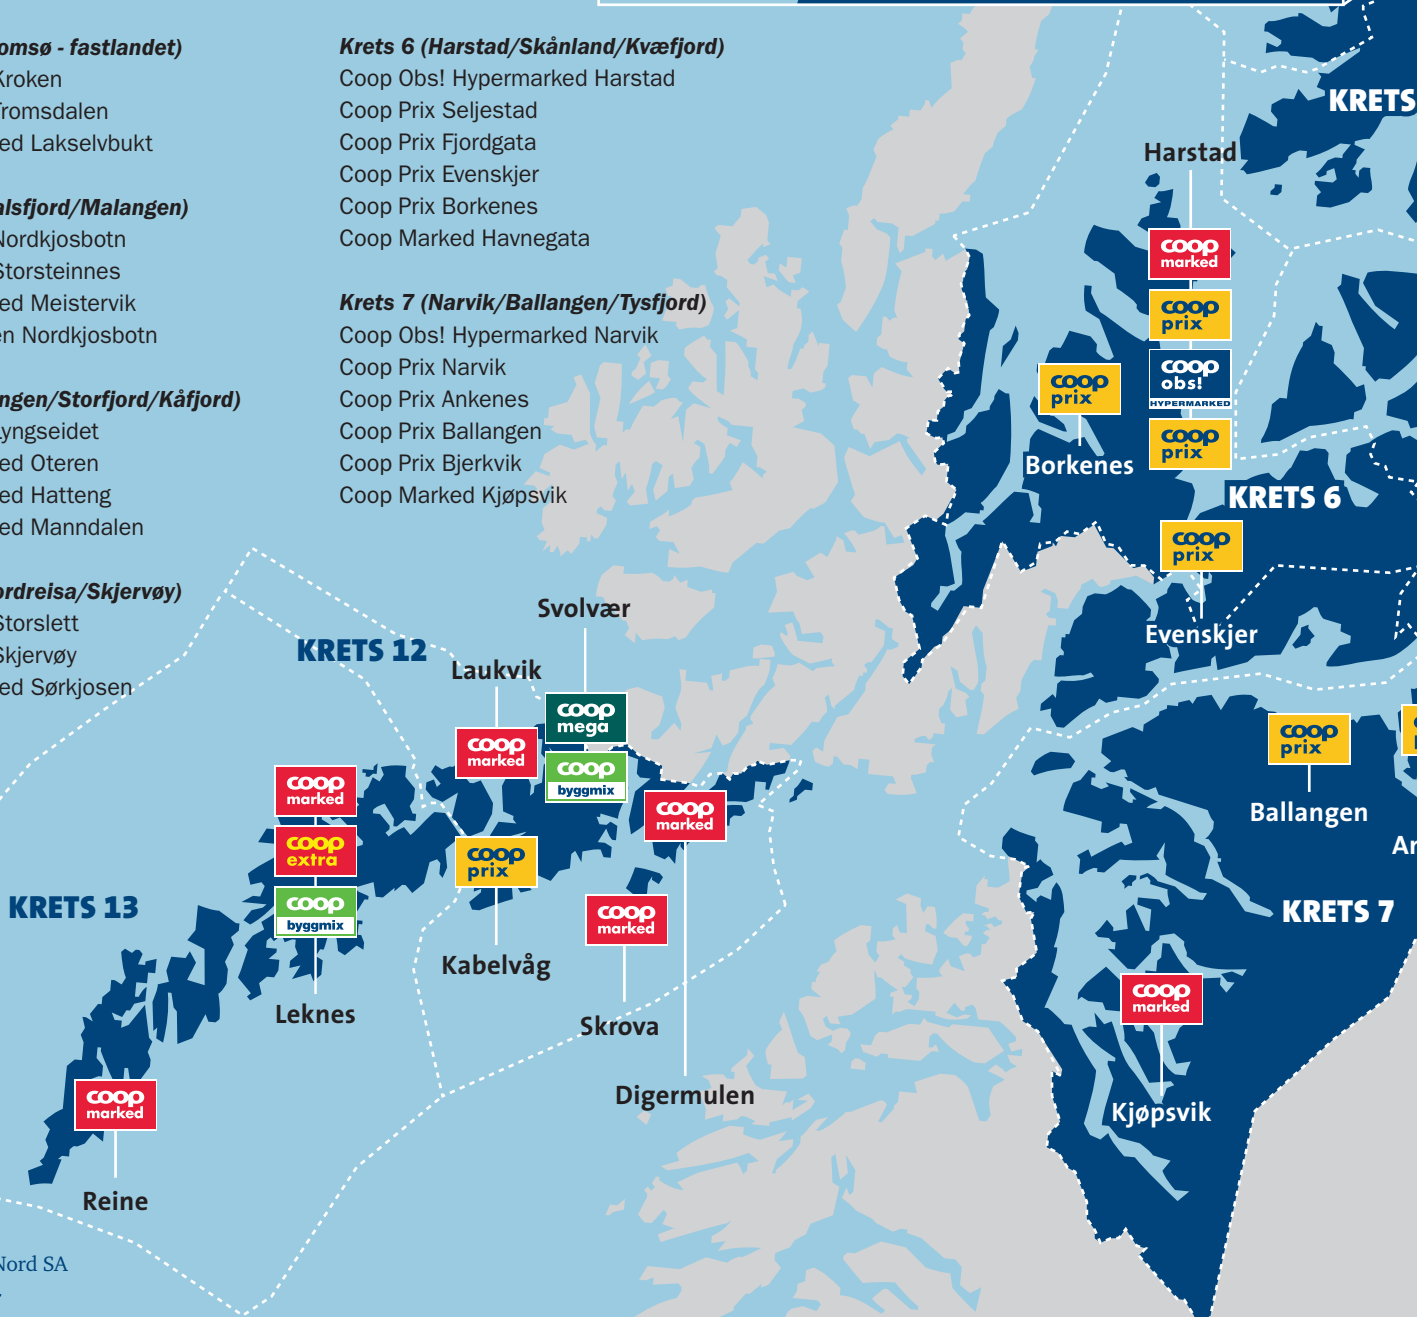 omsø - fastlandet)
Kroken
Tromsdalen
ed Lakselvbukt
alsfjord/Malangen)
Nordkjosbotn
Storsteinnes
ed Meistervik
en Nordkjosbotn
ngen/Storfjord/Kåfjord)
Lyngseidet
ed Oteren
ed Hatteng
ed Manndalen
ordreisa/Skjervøy)
Storslett
Skjervøy
ed Sørkjosen
Krets 6 (Harstad/Skånland/Kvæfjord)
Coop Obs! Hypermarked Harstad
Coop Prix Seljestad
Coop Prix Fjordgata
Coop Prix Evenskjer
Coop Prix Borkenes
Coop Marked Havnegata
Krets 7 (Narvik/Ballangen/Tysfjord)
Coop Obs! Hypermarked Narvik
Coop Prix Narvik
Coop Prix Ankenes
Coop Prix Ballangen
Coop Prix Bjerkvik
Coop Marked Kjøpsvik
KRETS
Harstad
coop
marked
coop
prix
coop
obs!
HYPERMARKED
coop
prix
coop
prix
Borkenes
KRETS 6
coop
prix
Evenskjer
Svolvær
KRETS 12
Laukvik
coop
mega
coop
marked
coop
byggmix
coop
marked
coop
prix
Ballangen
Ar
coop
marked
coop
extra
coop
byggmix
coop
prix
KRETS 13
coop
marked
KRETS 7
Kabelvåg
Leknes
Skrova
coop
marked
Digermulen
coop
marked
Kjøpsvik
Reine
Nord SA